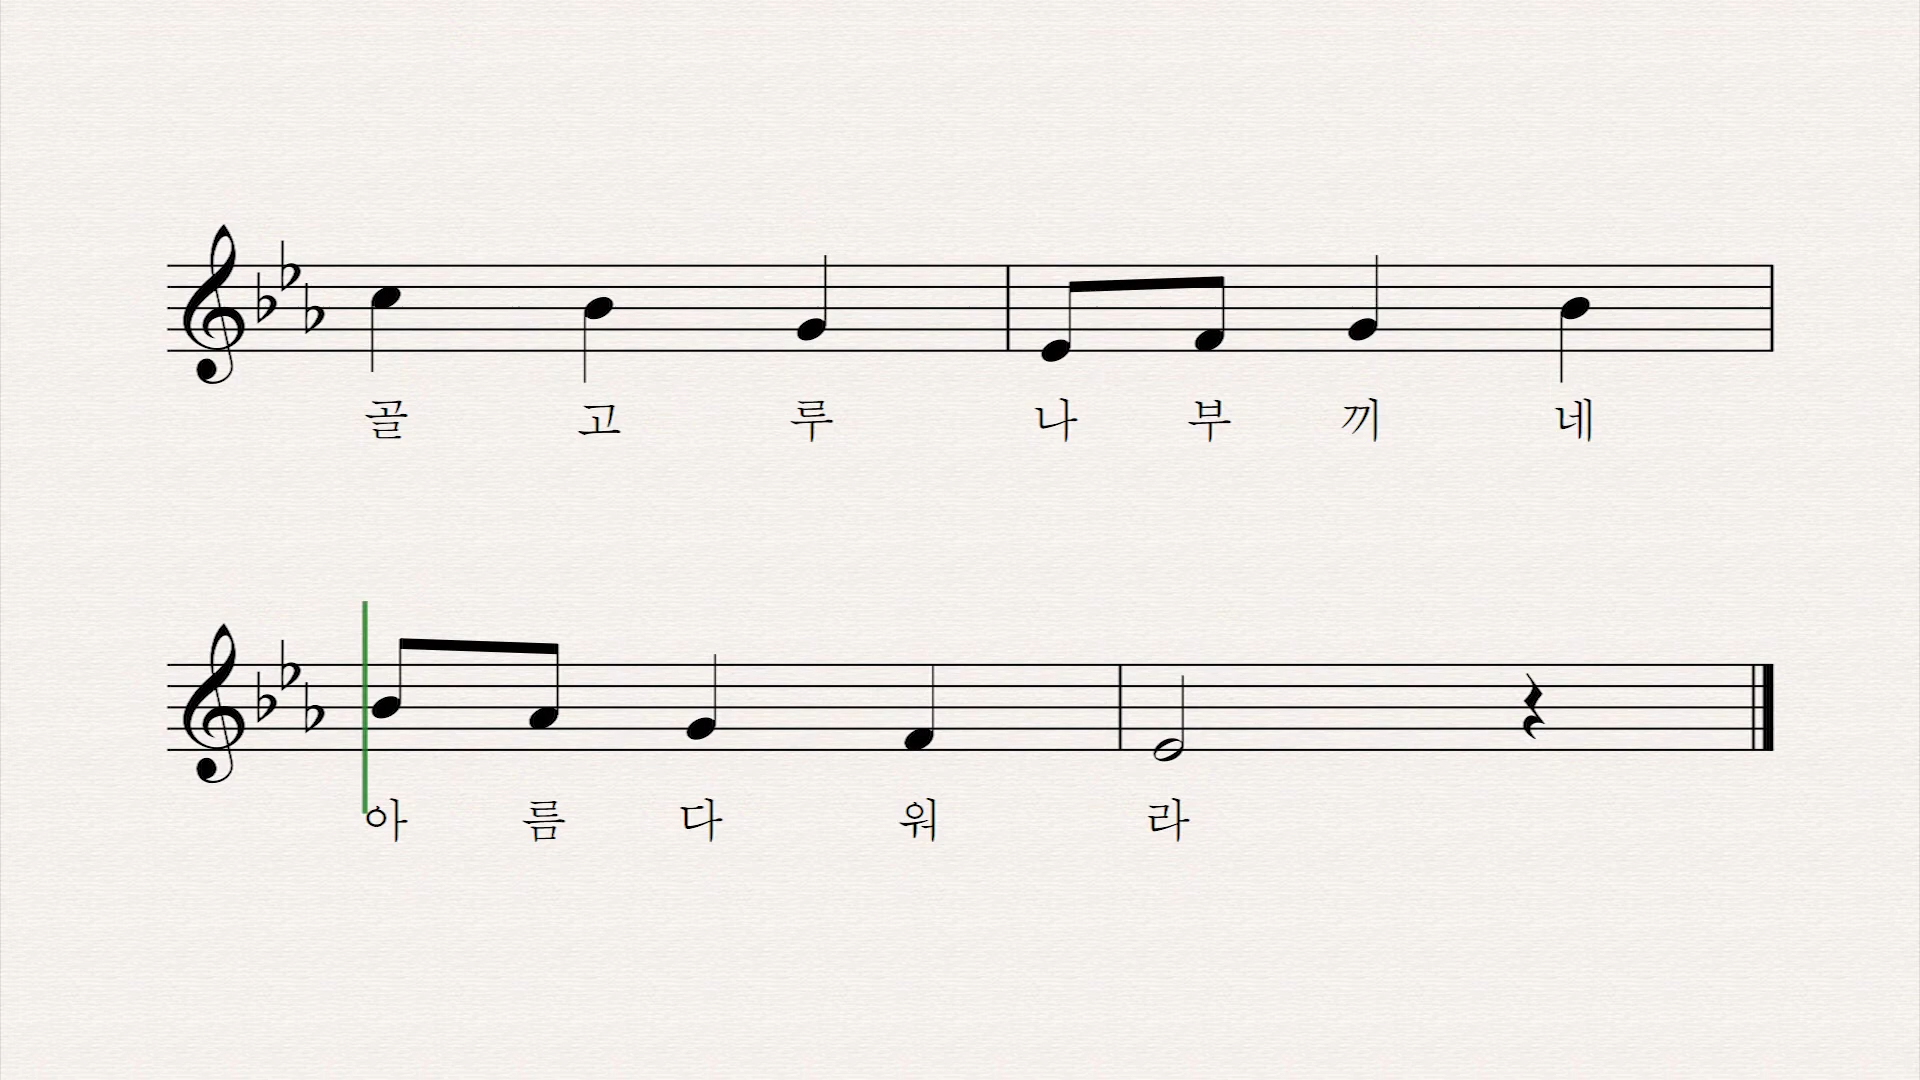 골 고 루 나 부 끼 네
아 름 다 워 라